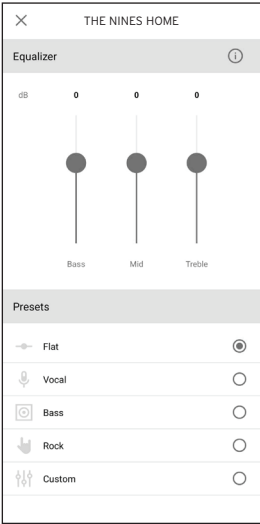 THE NINES HOME
Equalizer
dB 0 0 0
Bass Mid Treble
Presets
Flat
Vocal
Bass
Rock
Custom